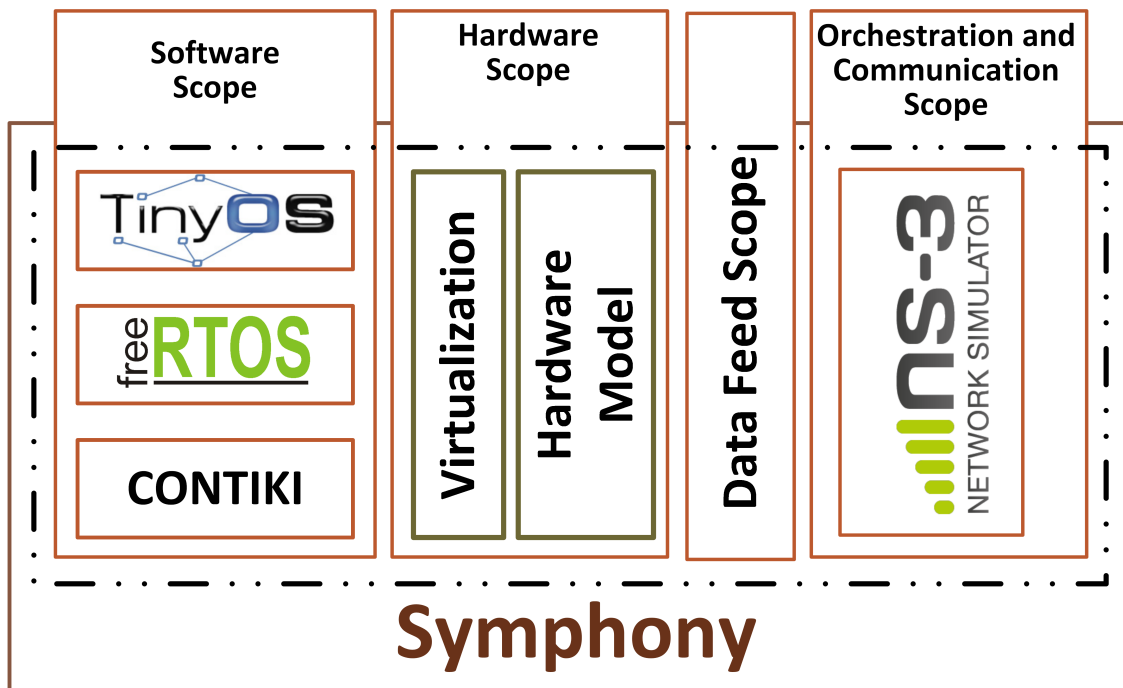 Software
Scope
TinyOS
free RTOS
CONTIKI
Hardware
Scope
Virtualization
Hardware
Model
Data Feed Scope
Orchestration and
Communication
Scope
ns-3
NETWORK SIMULATOR
Symphony